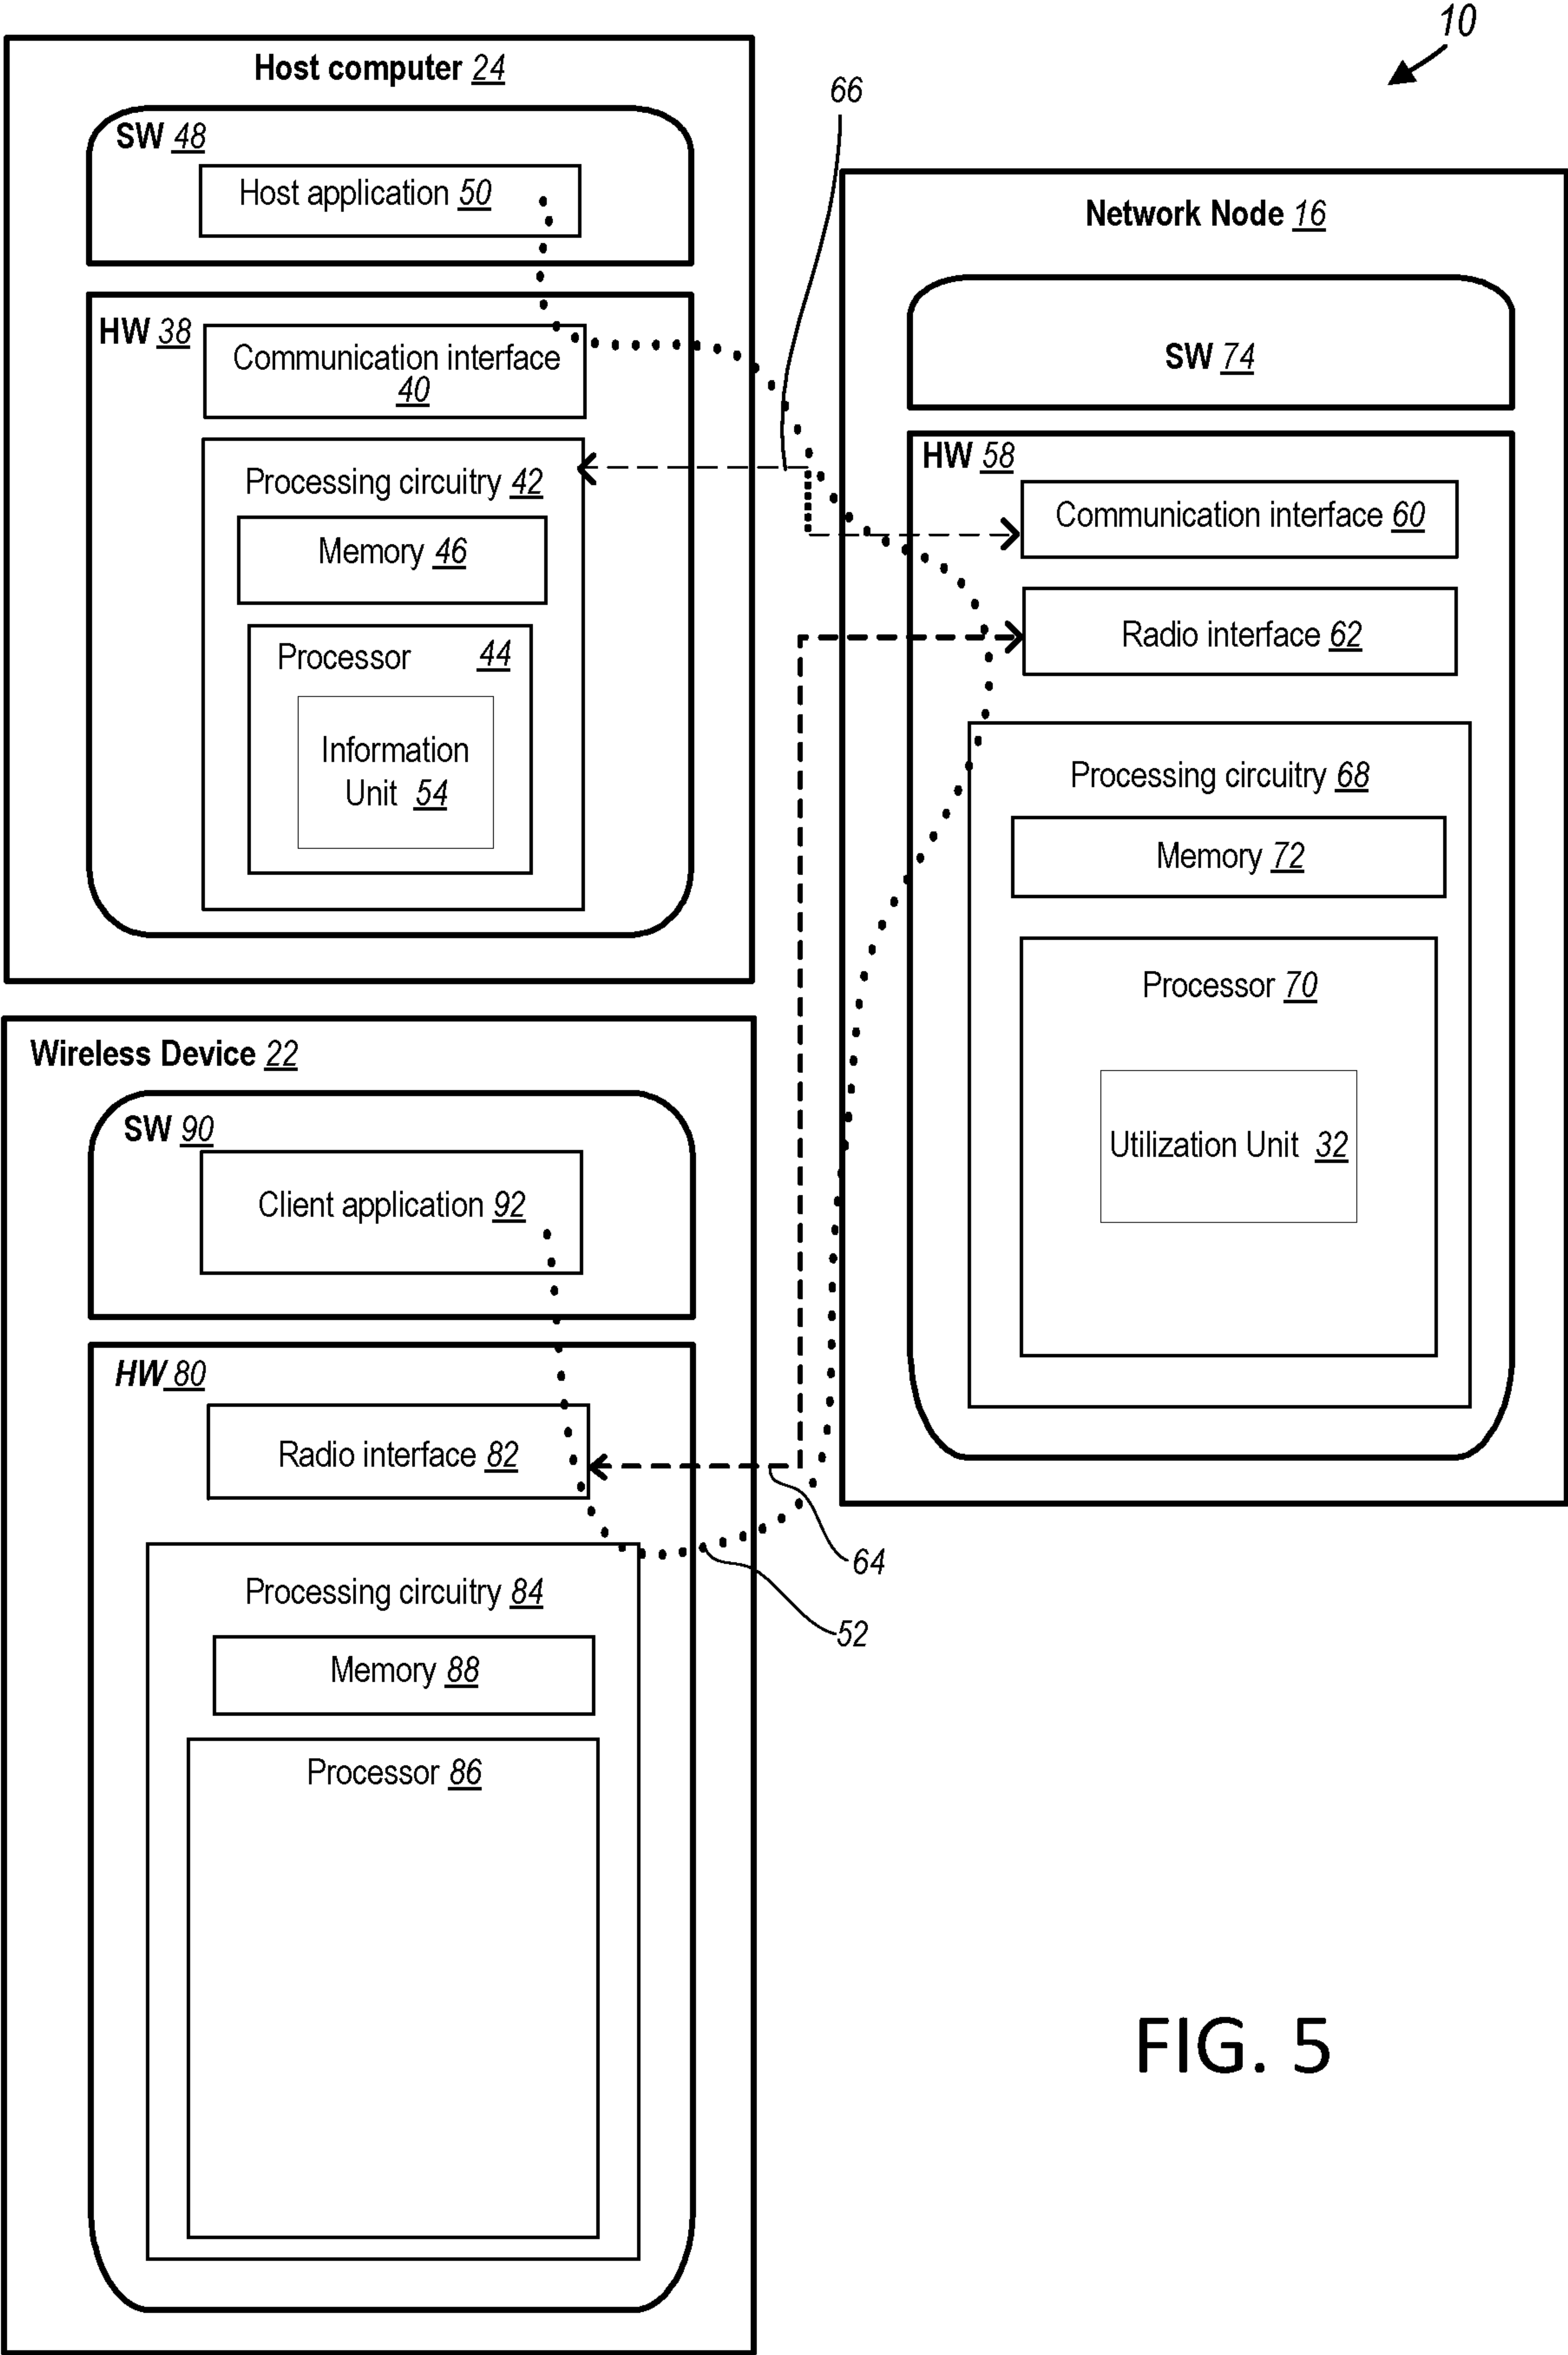 10
Host computer 24
SW 48
Host application 50
HW 38
Communication interface
40
Processing circuitry 42
Memory 46
Processor 44
Information
Unit 54
66
Network Node 16
SW 74
HW 58
Communication interface 60
Radio interface 62
Processing circuitry 68
Memory 72
Processor 70
Utilization Unit 32
Wireless Device 22
SW 90
Client application 92
HW 80
Radio interface 82
Processing circuitry 84
Memory 88
Processor 86
64
52
FIG. 5